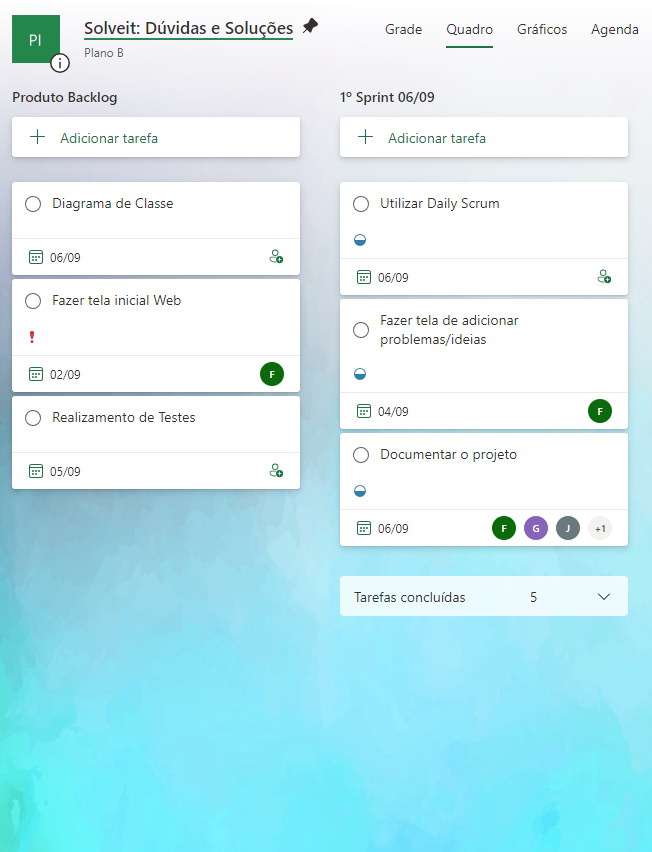 PI
Solveit: Dúvidas e Soluções
Plano B
Grade
Quadro
Gráficos
Agenda
Produto Backlog
Adicionar tarefa
Diagrama de Classe
06/09
Fazer tela inicial Web
02/09
F
Realizamento de Testes
05/09
1º Sprint 06/09
Adicionar tarefa
Utilizar Daily Scrum
06/09
Fazer tela de adicionar
problemas/ideias
04/09
F
Documentar o projeto
06/09
F
G
J
+1
Tarefas concluídas 5